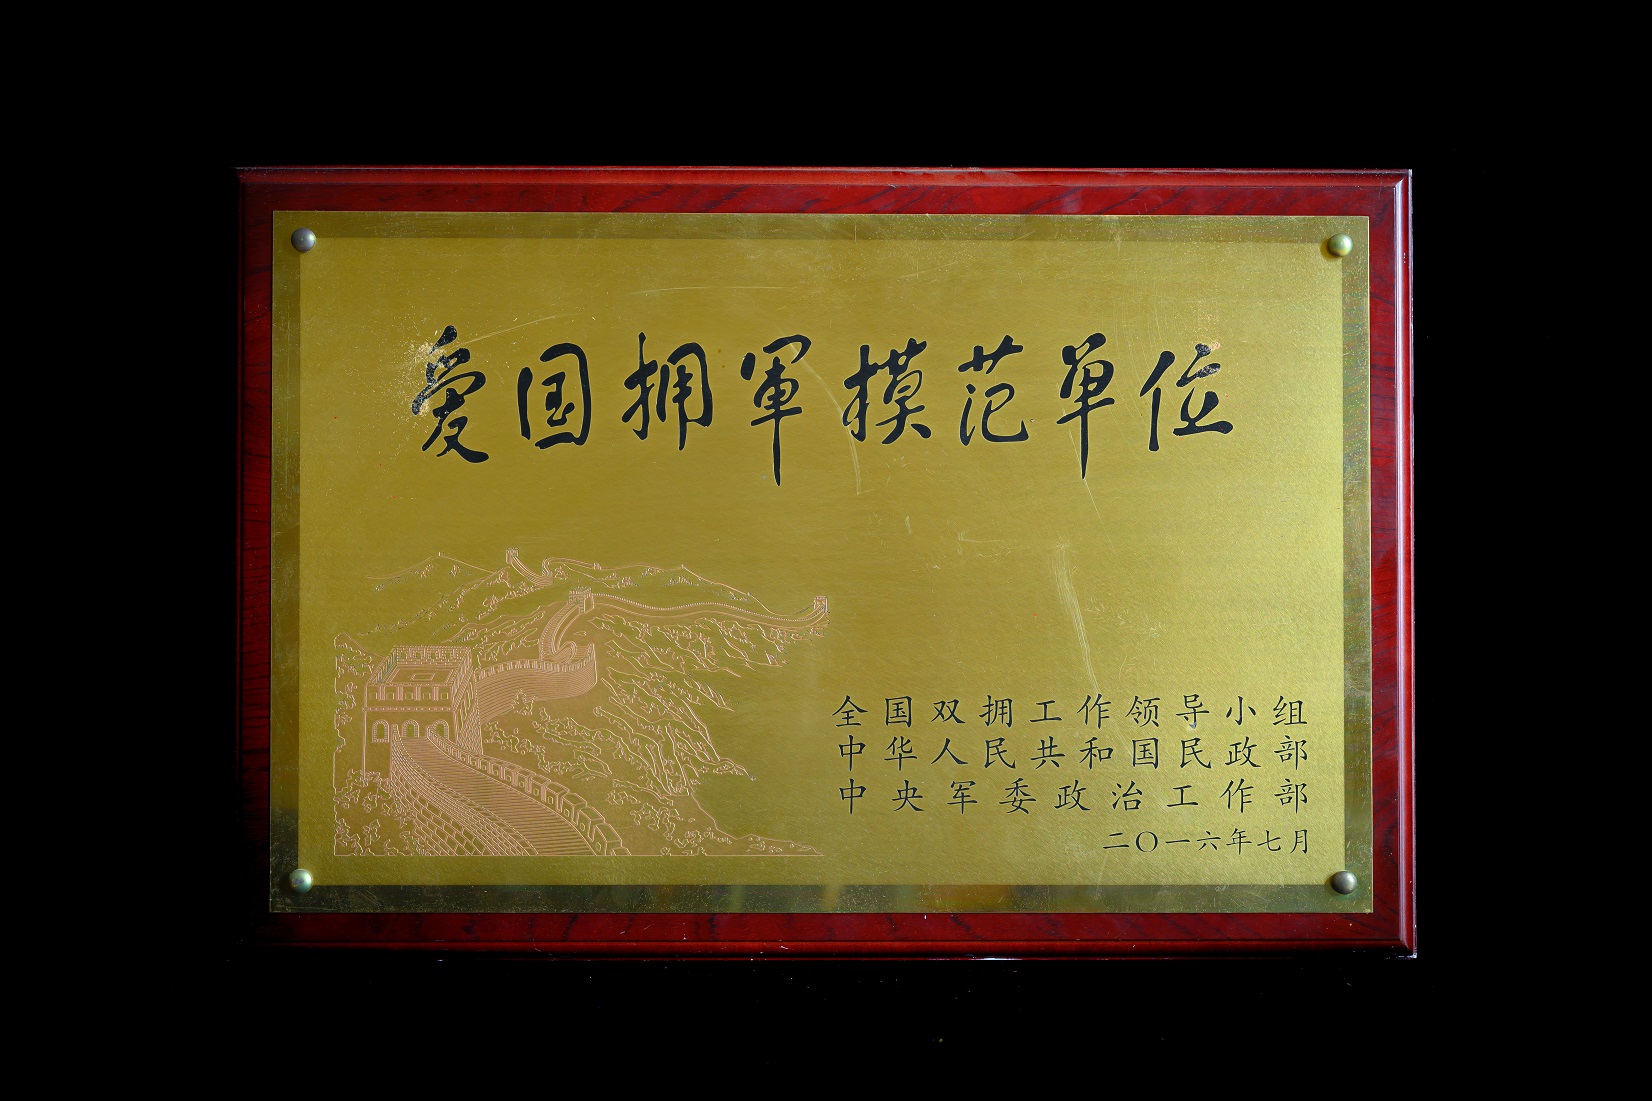 爱国拥軍模范单位
全国双拥工作领导小组
中华人民共和国民政部
中央军委政治工作部
二〇一六年七月